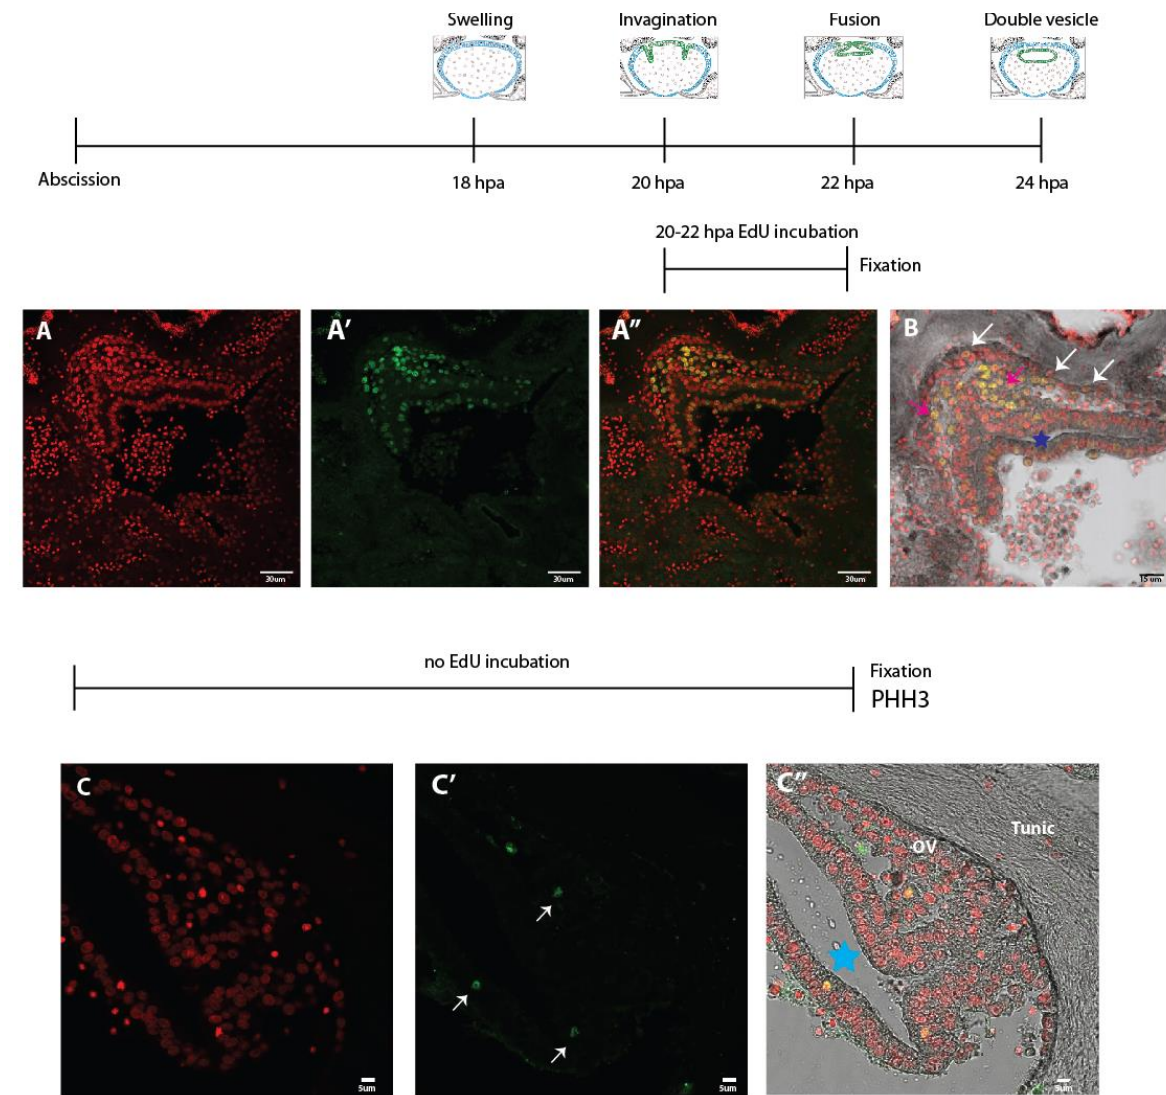 Swelling
Invagination
Fusion
Double vesicle
Abscission
18 hpa
20 hpa
22 hpa
24 hpa
20-22 hpa EdU incubation
Fixation
A
A'
A''
B
30um
30um
30um
15 um
no EdU incubation
Fixation
PHH3
C
C'
C''
Tunic
OV
5um
5um
5um